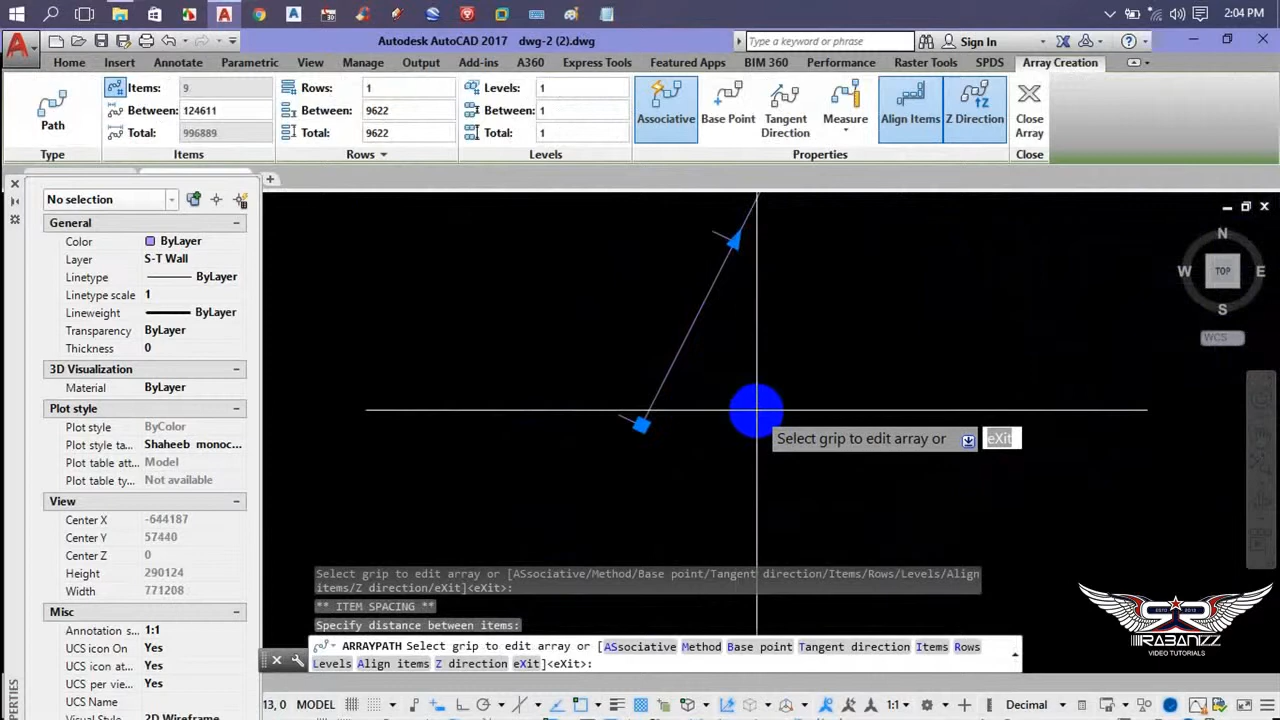 2:04 PM
Autodesk AutoCAD 2017 dwg-2 (2).dwg
Type a keyword or phrase
Sign In
Home Insert Annotate Parametric View Manage Output Add-ins A360 Express Tools Featured Apps BIM 360 Performance Raster Tools SPDS Array Creation
Path
Type
Items: 9
Between: 124611
Total: 996889
Items
Rows: 1
Between: 9622
Total: 9622
Rows
Levels: 1
Between: 1
Total: 1
Levels
Associative
Base Point
Tangent Direction
Measure
Align Items
Z Direction
Properties
Close Array
Close
No selection
General
Color ByLayer
Layer S-T Wall
Linetype ByLayer
Linetype scale 1
Lineweight ByLayer
Transparency ByLayer
Thickness 0
3D Visualization
Material ByLayer
Plot style
Plot style ByColor
Plot style ta... Shaheeb monoc...
Plot table att... Model
Plot table ty... Not available
View
Center X -644187
Center Y 57440
Center Z 0
Height 290124
Width 771208
Misc
Annotation s... 1:1
UCS icon On Yes
UCS icon at... Yes
UCS per vie... Yes
UCS Name
Visual Style 2D Wireframe
N
W TOP E
S
WCS
Select grip to edit array or eXit
Select grip to edit array or [ASsociative/Method/Base point/Tangent direction/Items/Rows/Levels/Align
items/Z direction/eXit]<eXit>:
** ITEM SPACING **
Specify distance between items:
ARRAYPATH Select grip to edit array or [ASsociative Method Base point Tangent direction Items Rows
Levels Align items Z direction eXit]<eXit>:
RABANIZZ
VIDEO TUTORIALS
13, 0 MODEL
1:1
Decimal